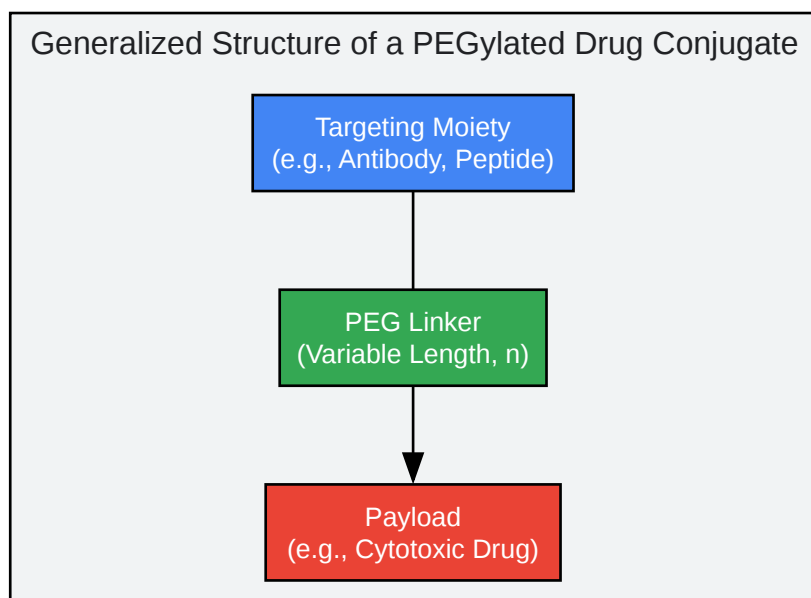 Generalized Structure of a PEGylated Drug Conjugate
Targeting Moiety
(e.g., Antibody, Peptide)
PEG Linker
(Variable Length, n)
Payload
(e.g., Cytotoxic Drug)